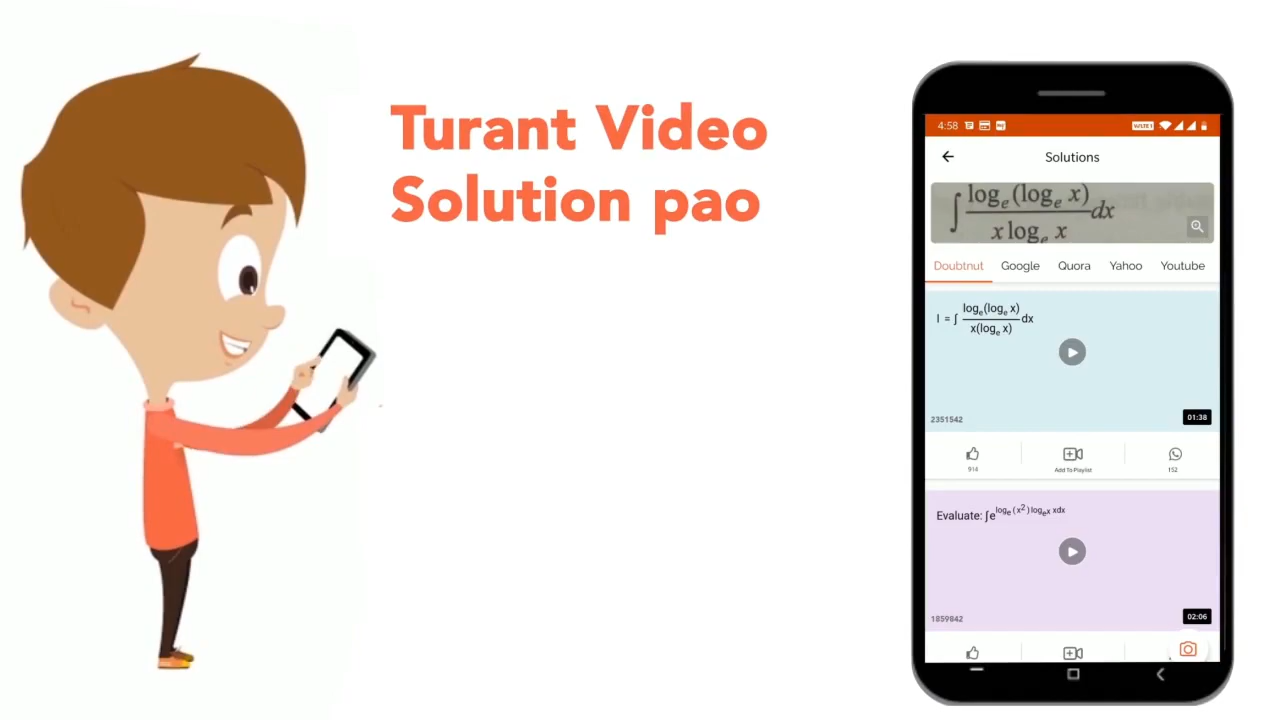 Turant Video
Solution pao
4:58
VoLTE1
Solutions
∫ logₑ(logₑ x) / x logₑ x dx
Doubtnut Google Quora Yahoo Youtube
I = ∫ logₑ(logₑ x) / x(logₑ x) dx
2351542 01:38
914 Add To Playlist 152
Evaluate: ∫e^(logₑ(x²)logₑx xdx)
1859842 02:06